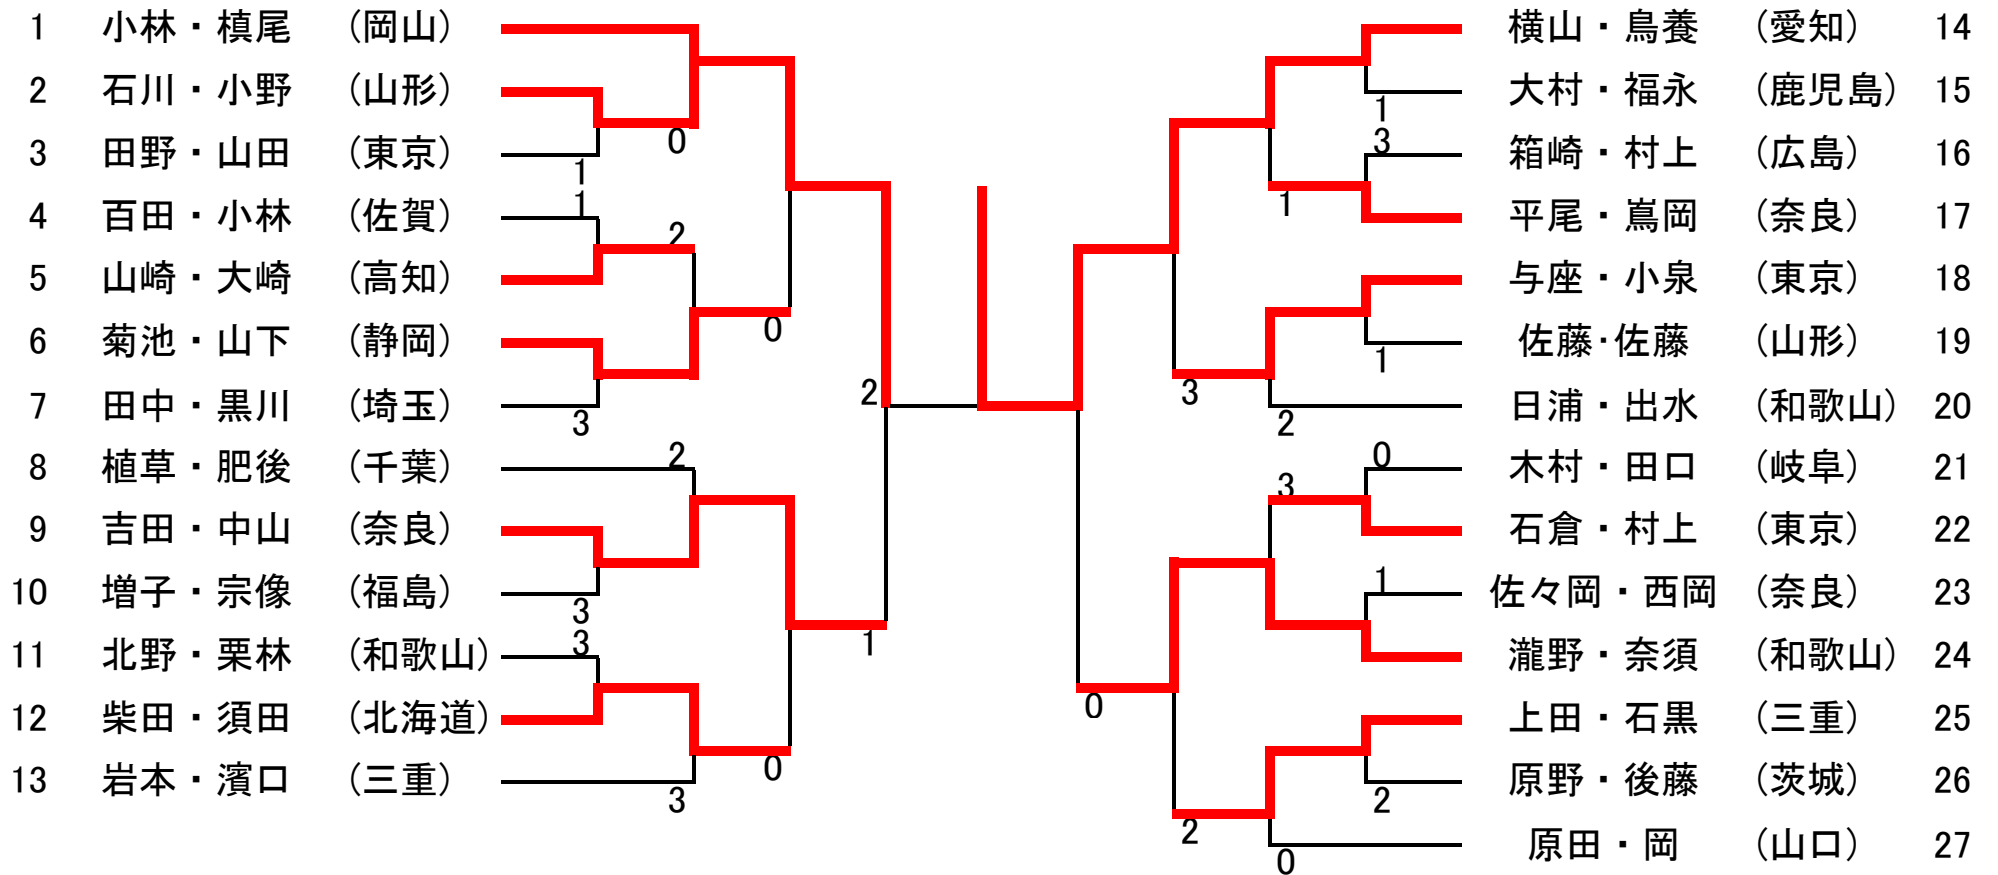 1 小林・槙尾 (岡山)
2 石川・小野 (山形)
3 田野・山田 (東京)
4 百田・小林 (佐賀)
5 山崎・大崎 (高知)
6 菊池・山下 (静岡)
7 田中・黒川 (埼玉)
8 植草・肥後 (千葉)
9 吉田・中山 (奈良)
10 増子・宗像 (福島)
11 北野・栗林 (和歌山)
12 柴田・須田 (北海道)
13 岩本・濱口 (三重)
0
1
1
2
0
3
2
2
3
3
1
0
3
横山・鳥養 (愛知) 14
大村・福永 (鹿児島) 15
箱崎・村上 (広島) 16
平尾・嶌岡 (奈良) 17
与座・小泉 (東京) 18
佐藤・佐藤 (山形) 19
日浦・出水 (和歌山) 20
木村・田口 (岐阜) 21
石倉・村上 (東京) 22
佐々岡・西岡 (奈良) 23
瀧野・奈須 (和歌山) 24
上田・石黒 (三重) 25
原野・後藤 (茨城) 26
原田・岡 (山口) 27
1
3
1
1
3
2
0
3
1
0
2
2
0